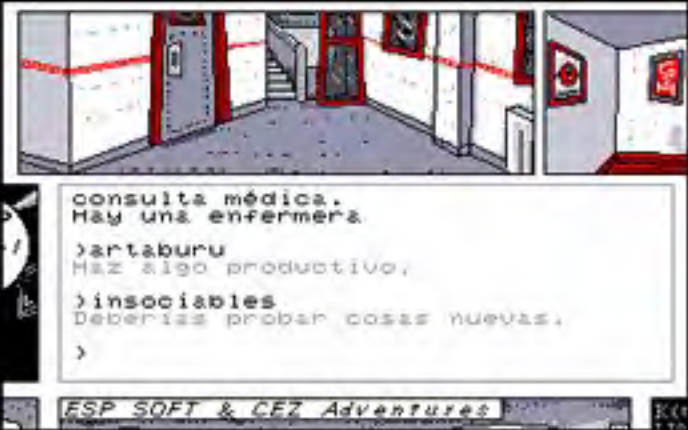 consulta médica.
Hay una enfermera
>artaburu
Haz algo productivo.
>insociables
Deberías probar cosas nuevas.
>
ESP SOFT & CEZ Adventures